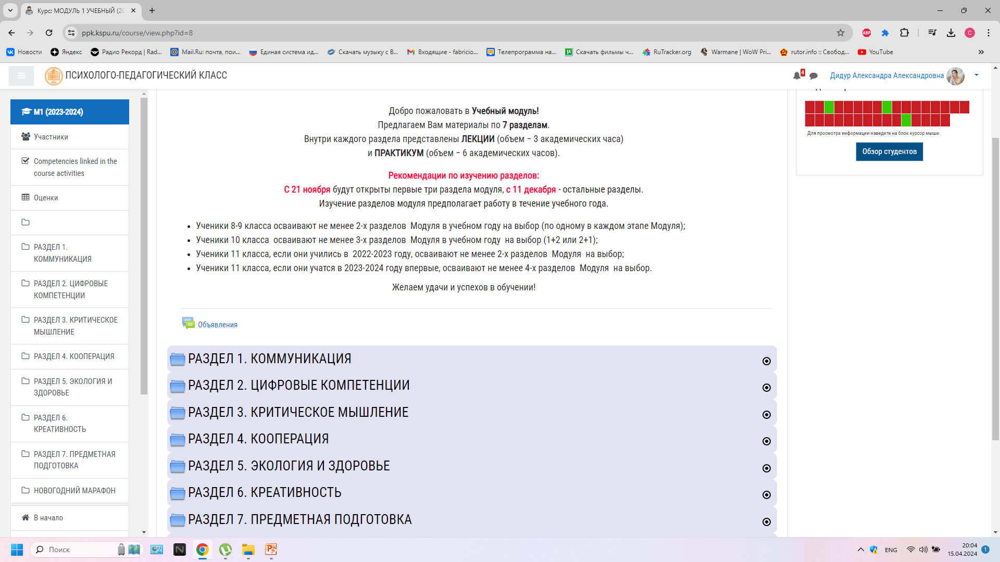 Курс: МОДУЛЬ 1 УЧЕБНЫЙ (20
ppk.kspu.ru/course/view.php?id=8
ABP
C
Новости
Яндекс
Радио Рекорд | Rad...
Mail.Ru: почта, пои...
Единая система ид...
Скачать музыку с В...
Входящие - fabricio...
Телепрограмма на...
Скачать фильмы ч...
RuTracker.org
Warmane | WoW Pri...
rutor.info :: Свобод...
YouTube
ПСИХОЛОГО-ПЕДАГОГИЧЕСКИЙ КЛАСС
4
Дидур Александра Александровна
M1 (2023-2024)
Участники
Competencies linked in the
course activities
Оценки
РАЗДЕЛ 1.
КОММУНИКАЦИЯ
РАЗДЕЛ 2. ЦИФРОВЫЕ
КОМПЕТЕНЦИИ
РАЗДЕЛ 3. КРИТИЧЕСКОЕ
МЫШЛЕНИЕ
РАЗДЕЛ 4. КООПЕРАЦИЯ
РАЗДЕЛ 5. ЭКОЛОГИЯ И
ЗДОРОВЬЕ
РАЗДЕЛ 6.
КРЕАТИВНОСТЬ
РАЗДЕЛ 7. ПРЕДМЕТНАЯ
ПОДГОТОВКА
НОВОГОДНИЙ МАРАФОН
В начало
Добро пожаловать в Учебный модуль!
Предлагаем Вам материалы по 7 разделам.
Внутри каждого раздела представлены ЛЕКЦИИ (объем – 3 академических часа)
и ПРАКТИКУМ (объем – 6 академических часов).
Рекомендации по изучению разделов:
С 21 ноября будут открыты первые три раздела модуля, с 11 декабря - остальные разделы.
Изучение разделов модуля предполагает работу в течение учебного года.
• Ученики 8-9 класса осваивают не менее 2-х разделов Модуля в учебном году на выбор (по одному в каждом этапе Модуля);
• Ученики 10 класса осваивают не менее 3-х разделов Модуля в учебном году на выбор (1+2 или 2+1);
• Ученики 11 класса, если они учились в 2022-2023 году, осваивают не менее 2-х разделов Модуля на выбор;
• Ученики 11 класса, если они учатся в 2023-2024 году впервые, осваивают не менее 4-х разделов Модуля на выбор.
Желаем удачи и успехов в обучении!
Объявления
РАЗДЕЛ 1. КОММУНИКАЦИЯ
РАЗДЕЛ 2. ЦИФРОВЫЕ КОМПЕТЕНЦИИ
РАЗДЕЛ 3. КРИТИЧЕСКОЕ МЫШЛЕНИЕ
РАЗДЕЛ 4. КООПЕРАЦИЯ
РАЗДЕЛ 5. ЭКОЛОГИЯ И ЗДОРОВЬЕ
РАЗДЕЛ 6. КРЕАТИВНОСТЬ
РАЗДЕЛ 7. ПРЕДМЕТНАЯ ПОДГОТОВКА
Для просмотра информации наведите на блок курсор мыши.
Обзор студентов
Поиск
ENG
20:04
15.04.2024
1